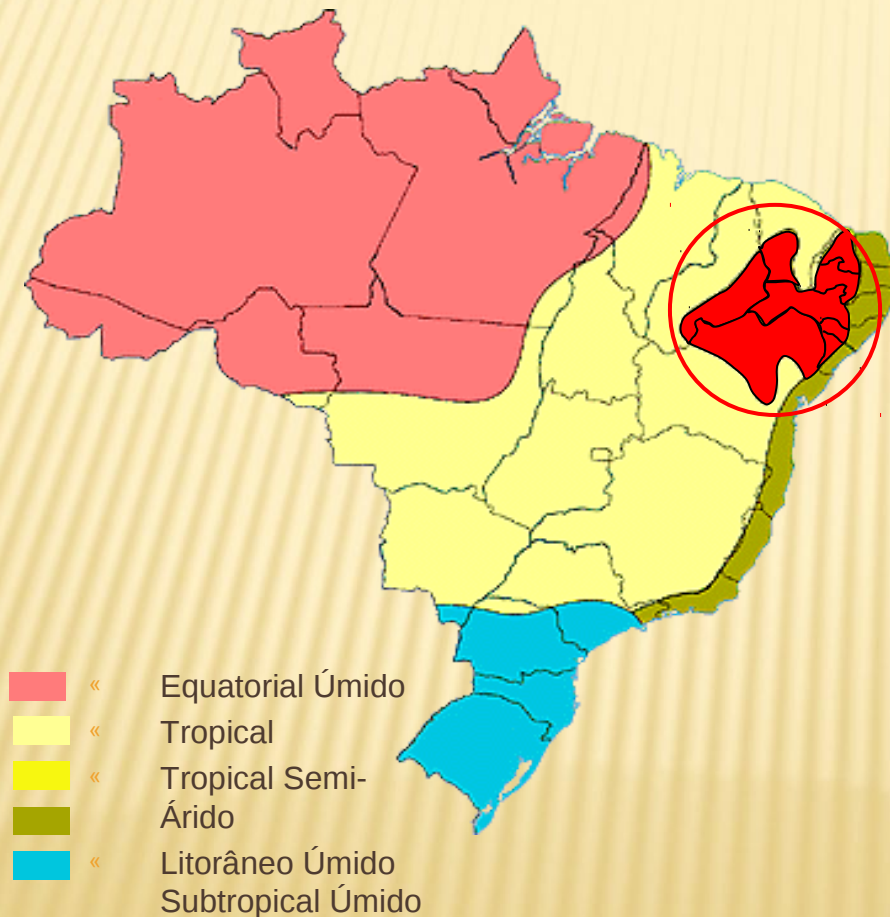 « Equatorial Úmido
« Tropical
« Tropical Semi-
Árido
« Litorâneo Úmido
Subtropical Úmido